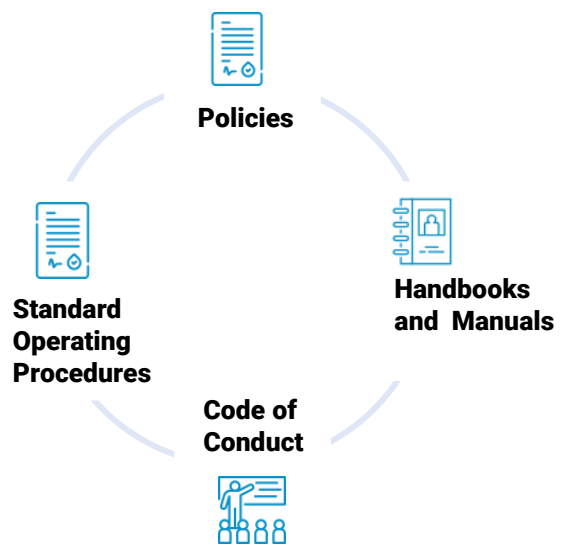 Policies
Handbooks
and Manuals
Standard
Operating
Procedures
Code of
Conduct